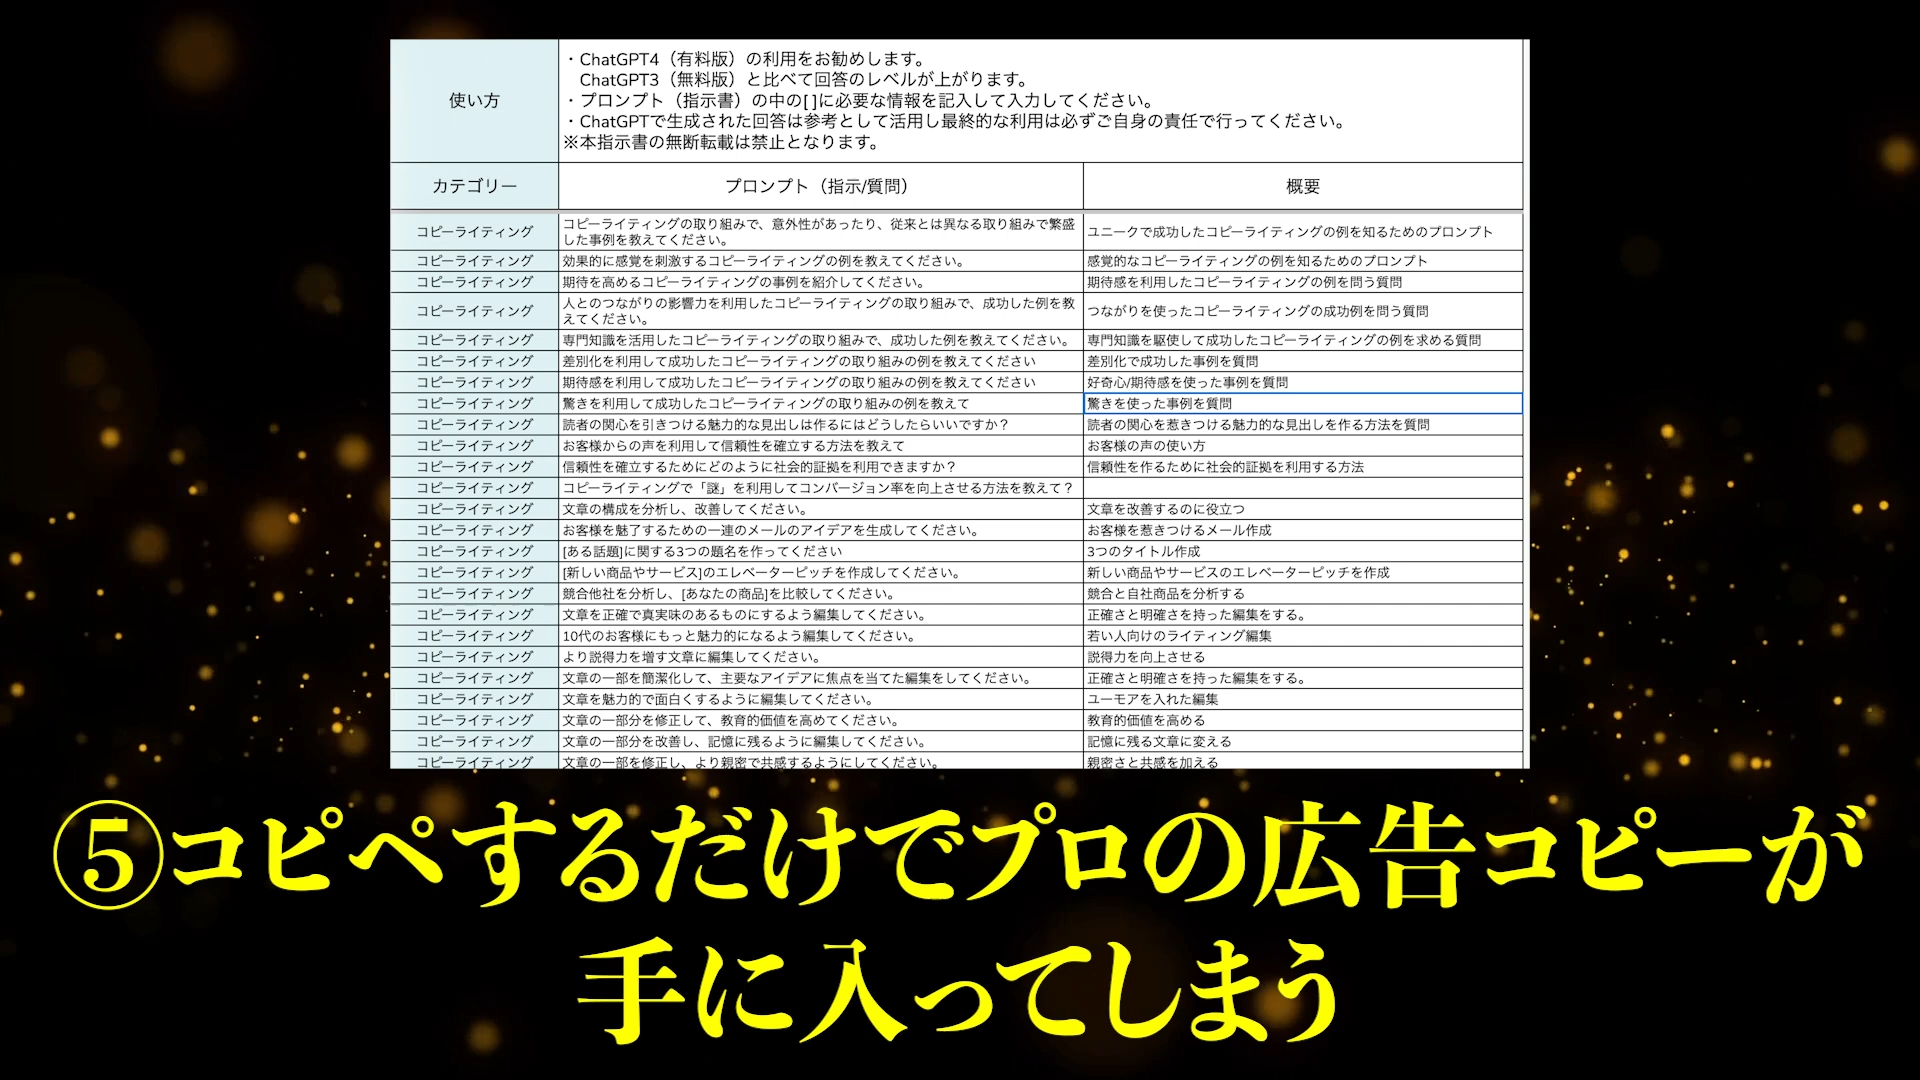 使い方
・ChatGPT4（有料版）の利用をお勧めします。
ChatGPT3（無料版）と比べて回答のレベルが上がります。
・プロンプト（指示書）の中の[ ]に必要な情報を記入して入力してください。
・ChatGPTで生成された回答は参考として活用し最終的な利用は必ずご自身の責任で行ってください。
※本指示書の無断転載は禁止となります。
カテゴリー プロンプト（指示/質問） 概要
コピーライティング コピーライティングの取り組みで、意外性があったり、従来とは異なる取り組みで繁盛
した事例を教えてください。 ユニークで成功したコピーライティングの例を知るためのプロンプト
コピーライティング 効果的に感覚を刺激するコピーライティングの例を教えてください。 感覚的なコピーライティングの例を知るためのプロンプト
コピーライティング 期待を高めるコピーライティングの事例を紹介してください。 期待感を利用したコピーライティングの例を問う質問
コピーライティング 人とのつながりの影響力を利用したコピーライティングの取り組みで、成功した例を教
えてください。 つながりを使ったコピーライティングの成功例を問う質問
コピーライティング 専門知識を活用したコピーライティングの取り組みで、成功した例を教えてください。 専門知識を駆使して成功したコピーライティングの例を求める質問
コピーライティング 差別化を利用して成功したコピーライティングの取り組みの例を教えてください 差別化で成功した事例を質問
コピーライティング 期待感を利用して成功したコピーライティングの取り組みの例を教えてください 好奇心/期待感を使った事例を質問
コピーライティング 驚きを利用して成功したコピーライティングの取り組みの例を教えて 驚きを使った事例を質問
コピーライティング 読者の関心を引きつける魅力的な見出しは作るにはどうしたらいいですか？ 読者の関心を惹きつける魅力的な見出しを作る方法を質問
コピーライティング お客様からの声を利用して信頼性を確立する方法を教えて お客様の声の使い方
コピーライティング 信頼性を確立するためにどのように社会的証拠を利用できますか？ 信頼性を作るために社会的証拠を利用する方法
コピーライティング コピーライティングで「謎」を利用してコンバージョン率を向上させる方法を教えて？
コピーライティング 文章の構成を分析し、改善してください。 文章を改善するのに役立つ
コピーライティング お客様を魅了するための一連のメールのアイデアを生成してください。 お客様を惹きつけるメール作成
コピーライティング [ある話題]に関する3つの題名を作ってください 3つのタイトル作成
コピーライティング [新しい商品やサービス]のエレベーターピッチを作成してください。 新しい商品やサービスのエレベーターピッチを作成
コピーライティング 競合他社を分析し、[あなたの商品]を比較してください。 競合と自社商品を分析する
コピーライティング 文章を正確で真実味のあるものにするよう編集してください。 正確さと明確さを持った編集をする。
コピーライティング 10代のお客様にもっと魅力的になるよう編集してください。 若い人向けのライティング編集
コピーライティング より説得力を増す文章に編集してください。 説得力を向上させる
コピーライティング 文章の一部を簡潔化して、主要なアイデアに焦点を当てた編集をしてください。 正確さと明確さを持った編集をする。
コピーライティング 文章を魅力的で面白くするように編集してください。 ユーモアを入れた編集
コピーライティング 文章の一部分を修正して、教育的価値を高めてください。 教育的価値を高める
コピーライティング 文章の一部分を改善し、記憶に残るように編集してください。 記憶に残る文章に変える
コピーライティング 文章の一部を修正し、より親密で共感するようにしてください。 親密さと共感を加える
⑤コピペするだけでプロの広告コピーが
手に入ってしまう